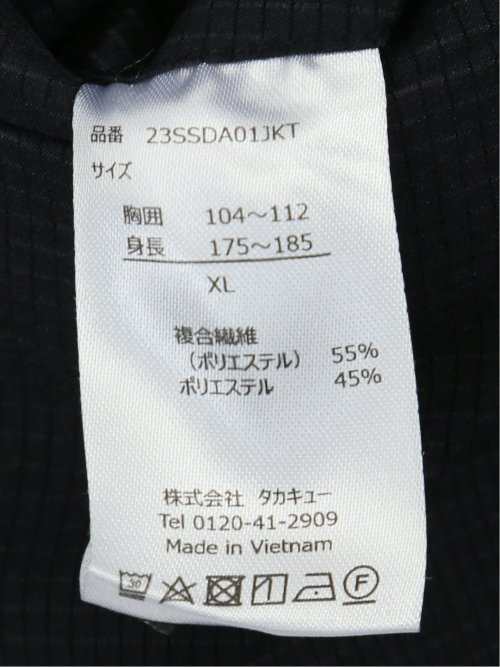 品番 23SSDA01JKT
サイズ
胸囲 104～112
身長 175～185
XL
複合繊維
（ポリエステル） 55%
ポリエステル 45%
株式会社 タカキュー
Tel 0120-41-2909
Made in Vietnam
30 F